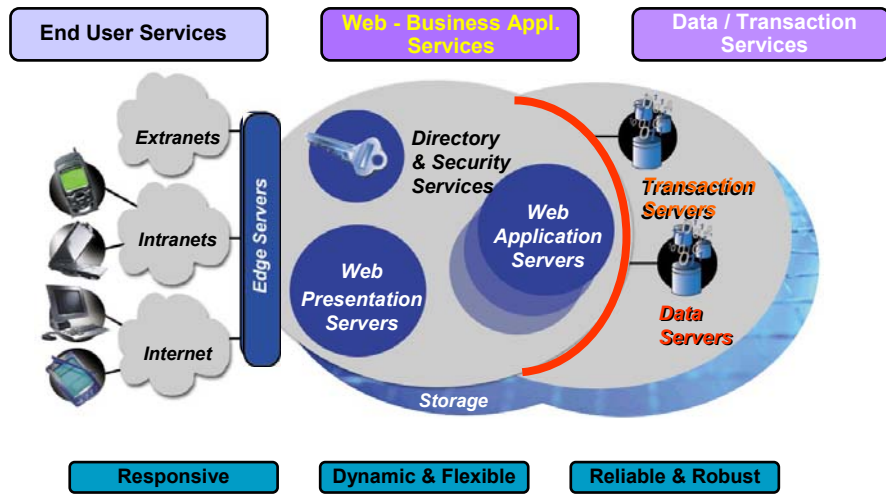 End User Services
Web - Business Appl.
Services
Data / Transaction
Services
Extranets
Intranets
Internet
Edge Servers
Directory
& Security
Services
Web
Presentation
Servers
Web
Application
Servers
Transaction
Servers
Data
Servers
Storage
Responsive
Dynamic & Flexible
Reliable & Robust